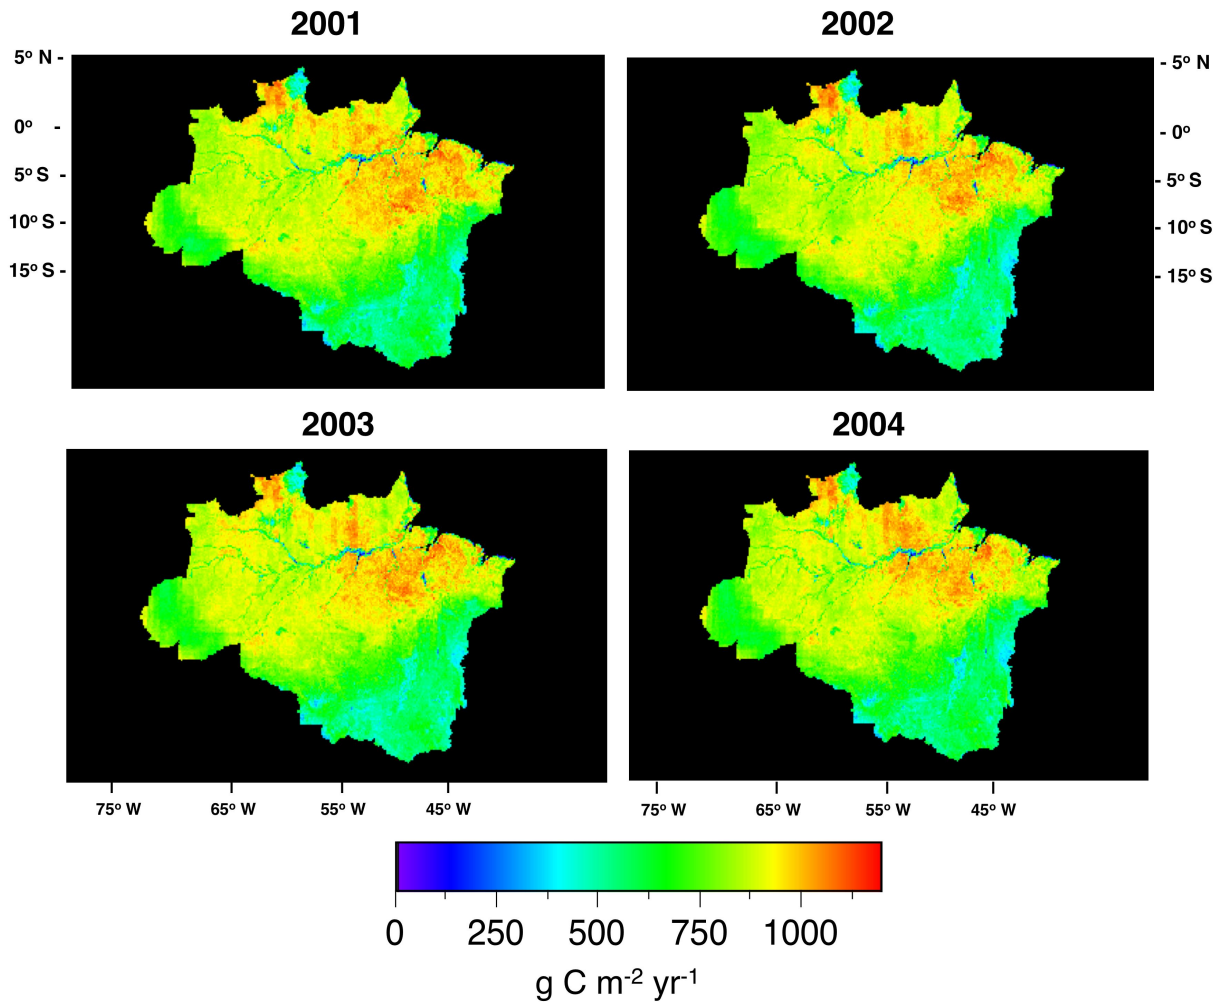 2001 2002
5º N - - 5º N
0º - - 0º
5º S - - 5º S
10º S - - 10º S
15º S - - 15º S
2003 2004
75º W 65º W 55º W 45º W 75º W 65º W 55º W 45º W
0 250 500 750 1000
g C m⁻² yr⁻¹